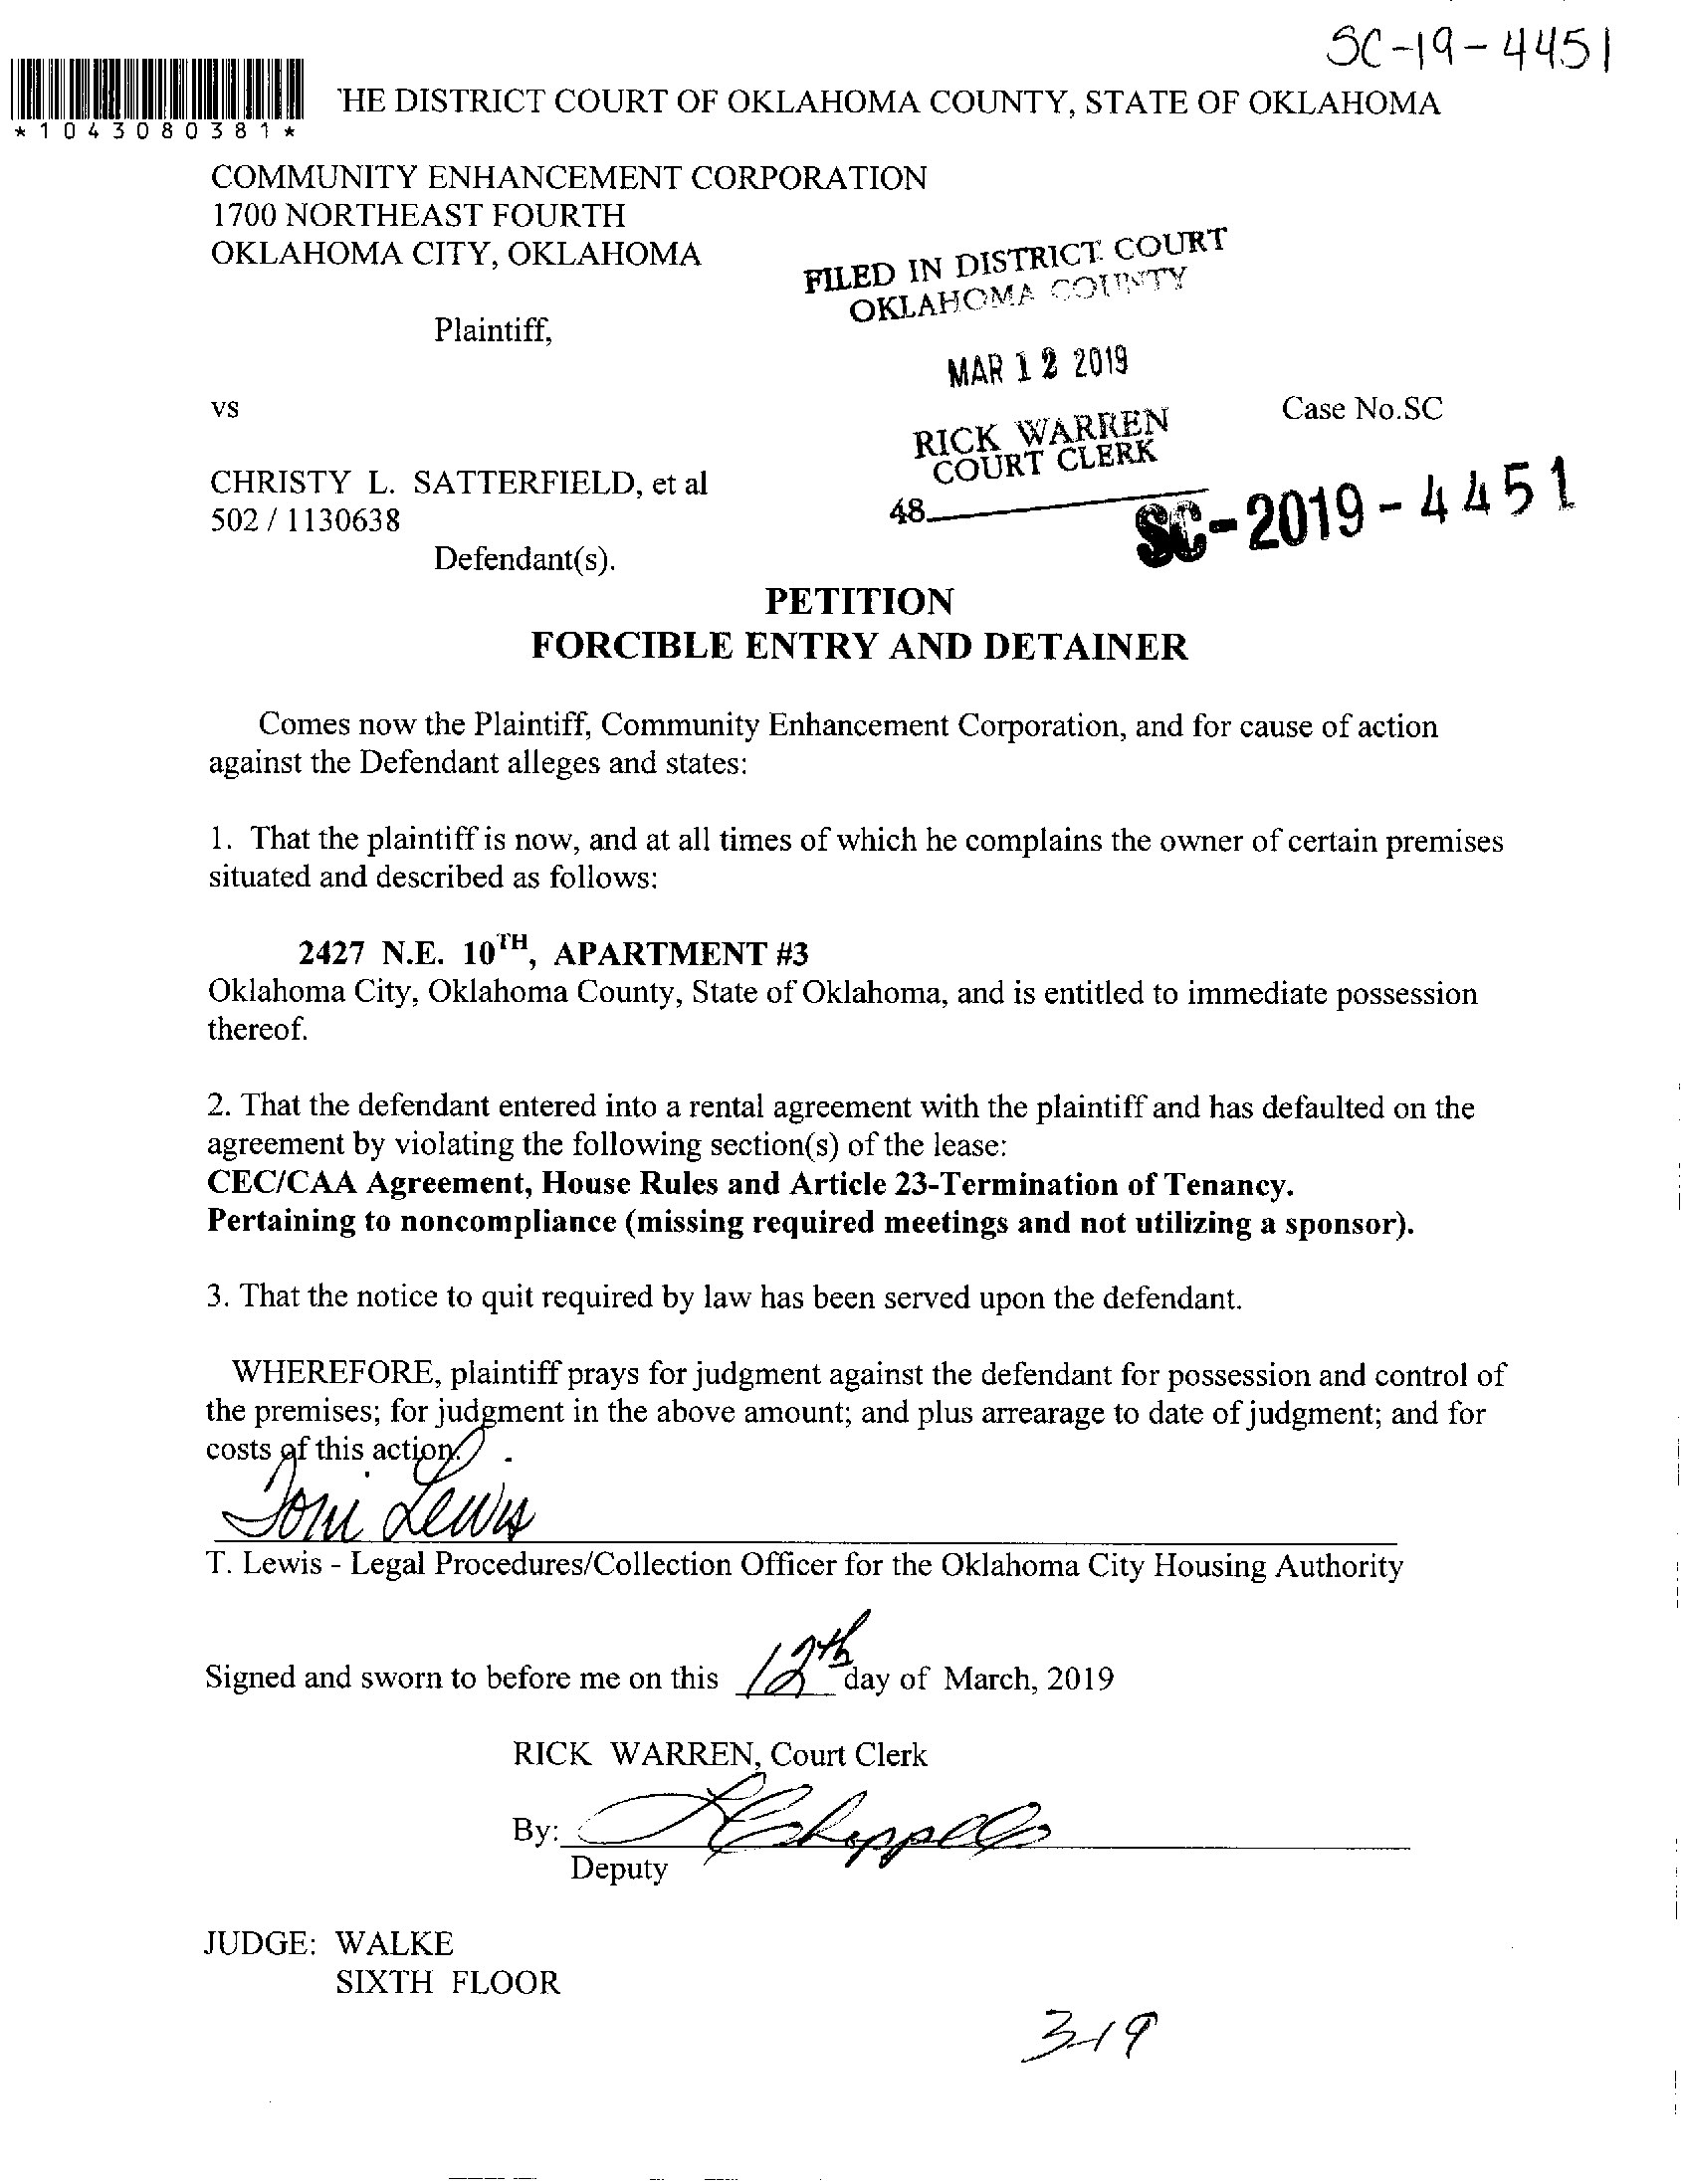 SC-19-4451
*1043080381*
'HE DISTRICT COURT OF OKLAHOMA COUNTY, STATE OF OKLAHOMA
COMMUNITY ENHANCEMENT CORPORATION
1700 NORTHEAST FOURTH
OKLAHOMA CITY, OKLAHOMA
FILED IN DISTRICT COURT
OKLAHOMA COUNTY
Plaintiff,
MAR 12 2019
vs
Case No.SC
RICK WARREN
COURT CLERK
CHRISTY L. SATTERFIELD, et al
502 / 1130638
48
SC-2019-4451
Defendant(s).
PETITION
FORCIBLE ENTRY AND DETAINER
Comes now the Plaintiff, Community Enhancement Corporation, and for cause of action
against the Defendant alleges and states:
1. That the plaintiff is now, and at all times of which he complains the owner of certain premises
situated and described as follows:
2427 N.E. 10TH, APARTMENT #3
Oklahoma City, Oklahoma County, State of Oklahoma, and is entitled to immediate possession
thereof.
2. That the defendant entered into a rental agreement with the plaintiff and has defaulted on the
agreement by violating the following section(s) of the lease:
CEC/CAA Agreement, House Rules and Article 23-Termination of Tenancy.
Pertaining to noncompliance (missing required meetings and not utilizing a sponsor).
3. That the notice to quit required by law has been served upon the defendant.
WHEREFORE, plaintiff prays for judgment against the defendant for possession and control of
the premises; for judgment in the above amount; and plus arrearage to date of judgment; and for
costs of this action.
Toni Lewis
T. Lewis - Legal Procedures/Collection Officer for the Oklahoma City Housing Authority
Signed and sworn to before me on this 12th day of March, 2019
RICK WARREN, Court Clerk
By:
Deputy
JUDGE: WALKE
SIXTH FLOOR
3-19